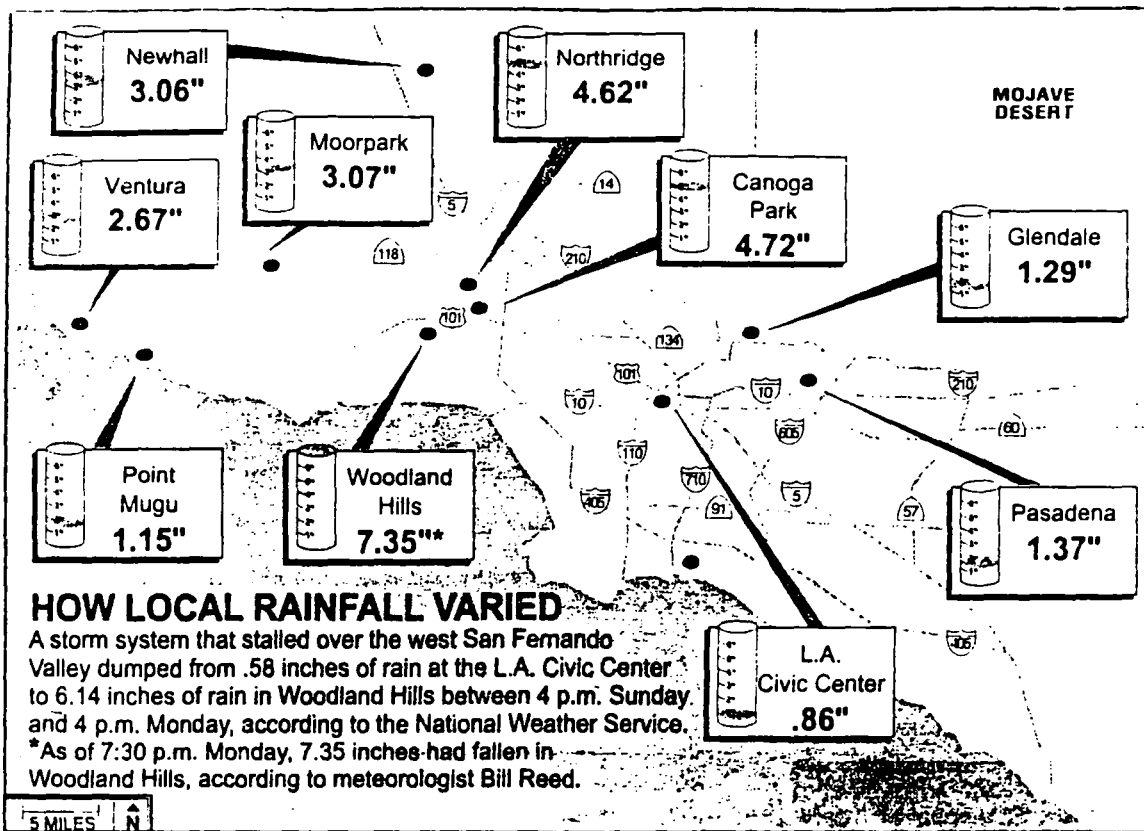 Newhall
3.06"
Northridge
4.62"
MOJAVE
DESERT
Moorpark
3.07"
Ventura
2.67"
Canoga
Park
4.72"
Glendale
1.29"
14
5
118
210
101
134
101
10
10
210
60
605
110
710
405
91
5
57
Point
Mugu
1.15"
Woodland
Hills
7.35"*
Pasadena
1.37"
405
L.A.
Civic Center
.86"
HOW LOCAL RAINFALL VARIED
A storm system that stalled over the west San Fernando
Valley dumped from .58 inches of rain at the L.A. Civic Center
to 6.14 inches of rain in Woodland Hills between 4 p.m. Sunday
and 4 p.m. Monday, according to the National Weather Service.
*As of 7:30 p.m. Monday, 7.35 inches had fallen in
Woodland Hills, according to meteorologist Bill Reed.
5 MILES
N